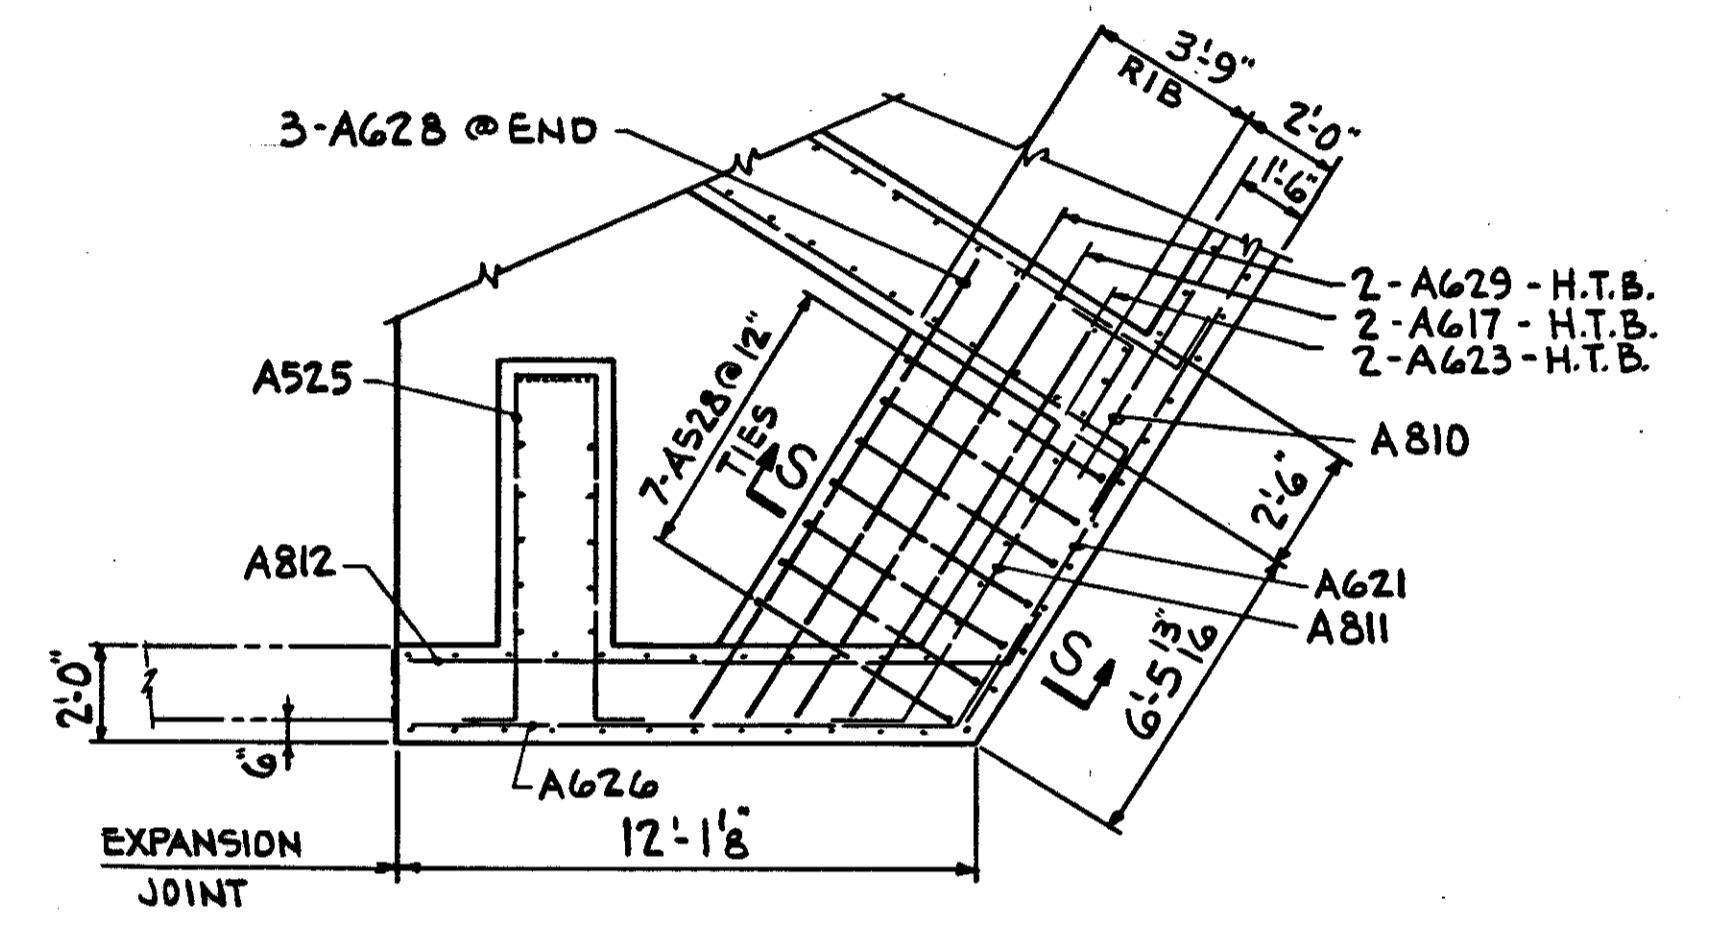 3'-9"
RIB
2'-0"
1'-6"
3-A628 @ END
2-A629-H.T.B.
2-A617-H.T.B.
2-A623-H.T.B.
A525
7-A528@12"
TIES
S
A810
2'-6"
A812
A621
A811
S
6'-5 13/16"
2'-0"
6"
A626
12'-1 1/8"
EXPANSION
JOINT